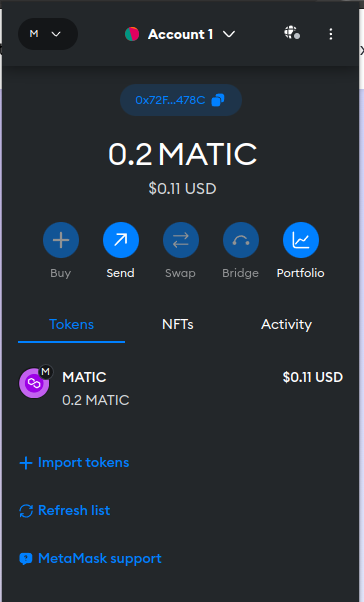 M
Account 1
0x72F...478C
0.2 MATIC
$0.11 USD
Buy
Send
Swap
Bridge
Portfolio
Tokens
NFTs
Activity
M
MATIC
$0.11 USD
0.2 MATIC
Import tokens
Refresh list
MetaMask support